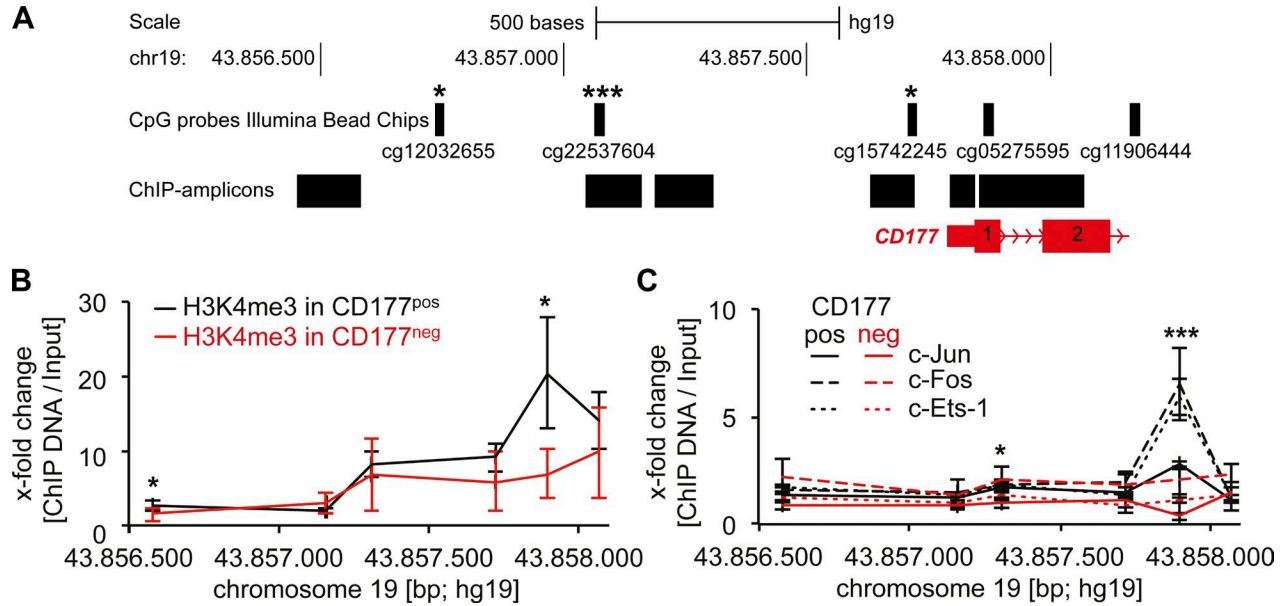 A
Scale 500 bases hg19
chr19: 43.856.500 43.857.000 43.857.500 43.858.000
* *** *
CpG probes Illumina Bead Chips
cg12032655 cg22537604 cg15742245 cg05275595 cg11906444
ChIP-amplicons
CD177 1 2
B
x-fold change
[ChIP DNA / Input]
30
20
10
0
H3K4me3 in CD177pos
H3K4me3 in CD177neg
* *
43.856.500 43.857.000 43.857.500 43.858.000
chromosome 19 [bp; hg19]
C
x-fold change
[ChIP DNA / Input]
10
5
0
CD177
pos neg
c-Jun
c-Fos
c-Ets-1
* ***
43.856.500 43.857.000 43.857.500 43.858.000
chromosome 19 [bp; hg19]